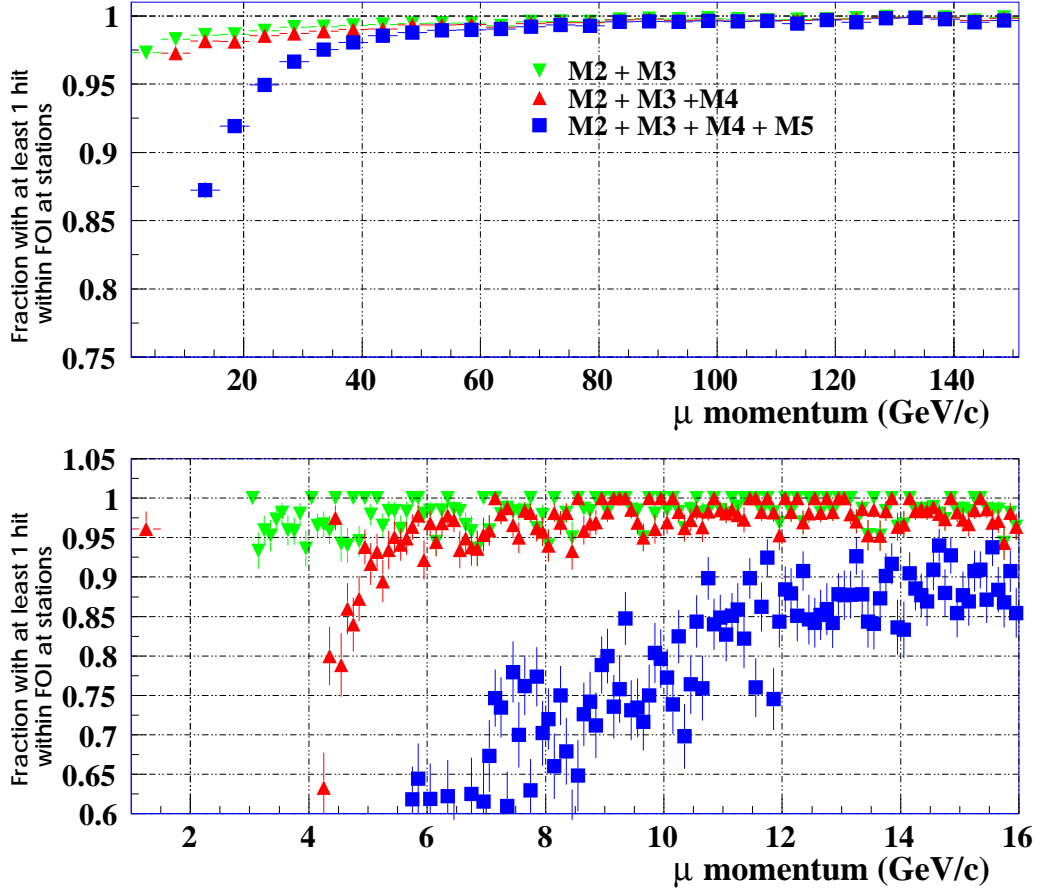 Fraction with at least 1 hit
within FOI at stations
1
0.95
0.9
0.85
0.8
0.75
M2 + M3
M2 + M3 +M4
M2 + M3 + M4 + M5
20 40 60 80 100 120 140
μ momentum (GeV/c)
Fraction with at least 1 hit
within FOI at stations
1.05
1
0.95
0.9
0.85
0.8
0.75
0.7
0.65
0.6
2 4 6 8 10 12 14 16
μ momentum (GeV/c)